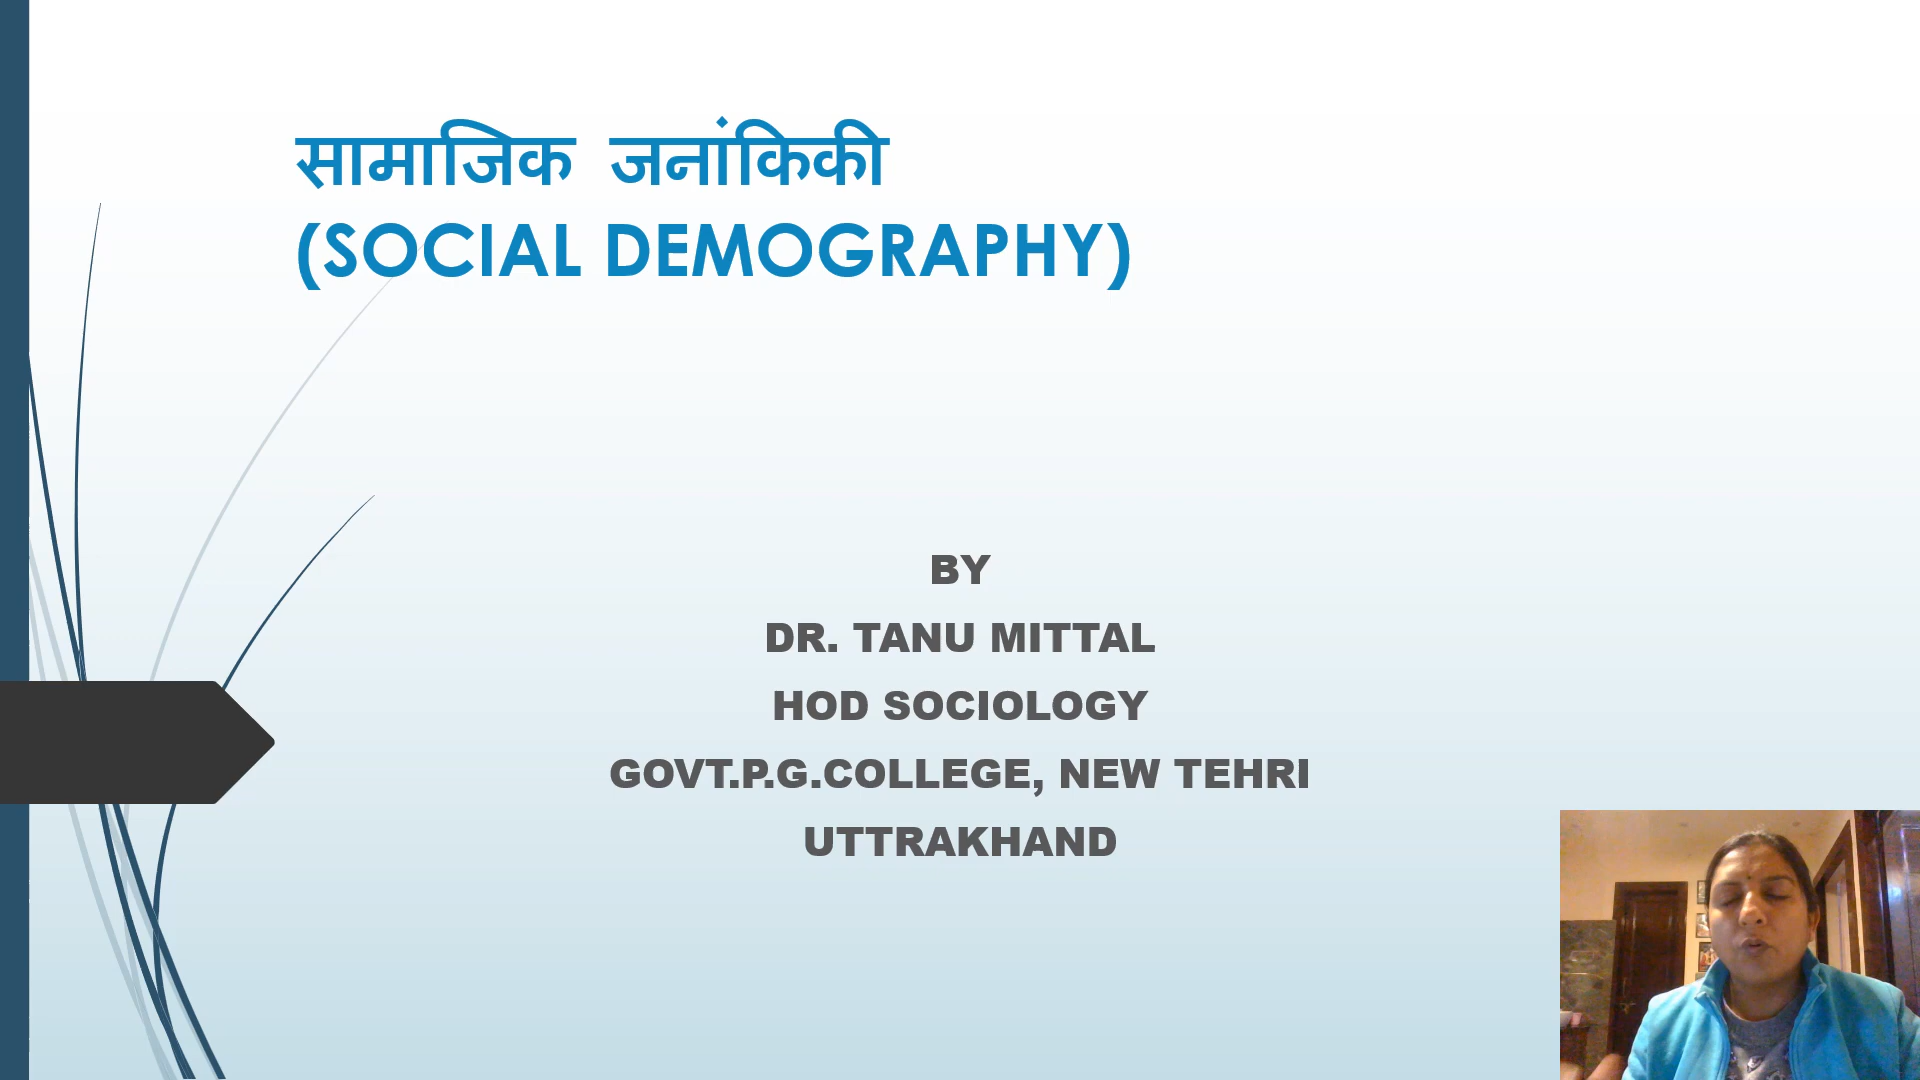 सामाजिक जनांकिकी
(SOCIAL DEMOGRAPHY)
BY
DR. TANU MITTAL
HOD SOCIOLOGY
GOVT.P.G.COLLEGE, NEW TEHRI
UTTRAKHAND